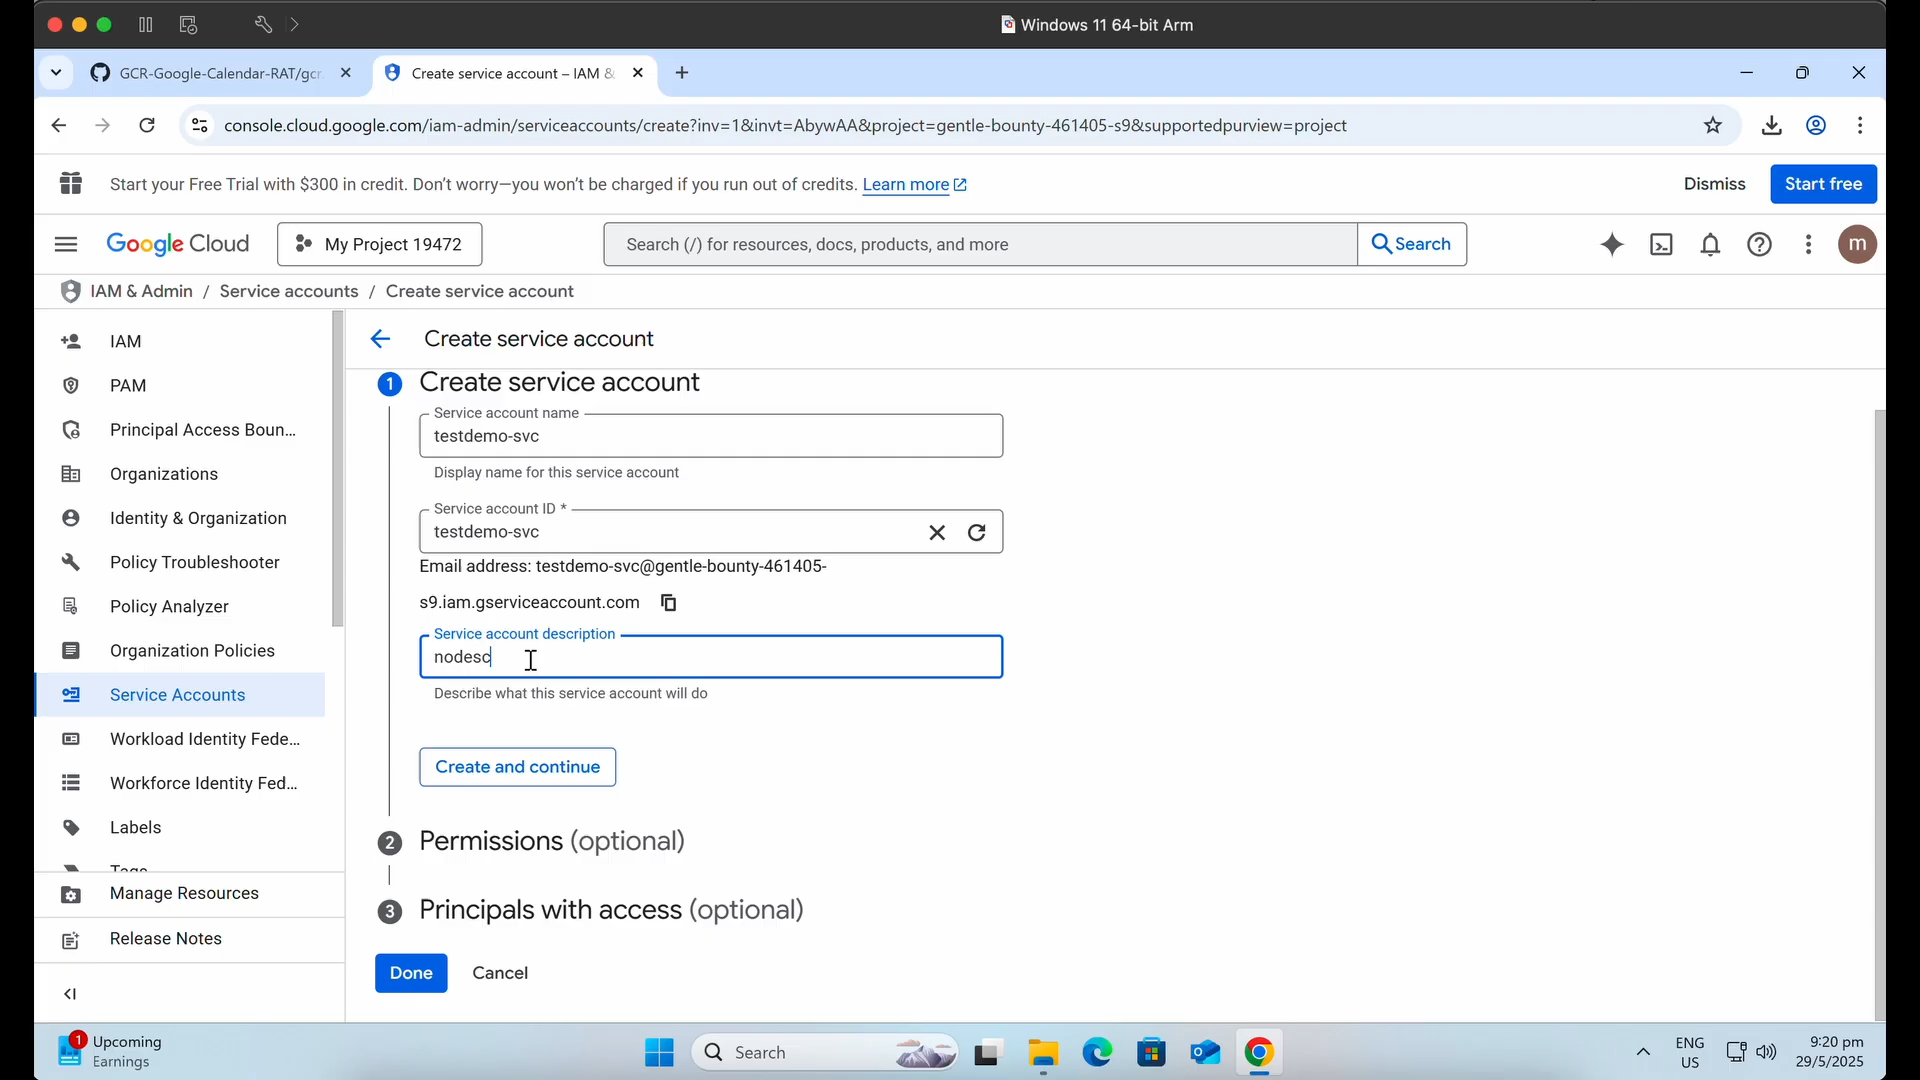 Windows 11 64-bit Arm
GCR-Google-Calendar-RAT/gcr
Create service account – IAM &
console.cloud.google.com/iam-admin/serviceaccounts/create?inv=1&invt=AbywAA&project=gentle-bounty-461405-s9&supportedpurview=project
Start your Free Trial with $300 in credit. Don't worry—you won't be charged if you run out of credits. Learn more
Dismiss
Start free
Google Cloud
My Project 19472
Search (/) for resources, docs, products, and more
Search
m
IAM & Admin / Service accounts / Create service account
IAM
PAM
Principal Access Boun...
Organizations
Identity & Organization
Policy Troubleshooter
Policy Analyzer
Organization Policies
Service Accounts
Workload Identity Fede...
Workforce Identity Fed...
Labels
Tags
Manage Resources
Release Notes
Create service account
1 Create service account
Service account name
testdemo-svc
Display name for this service account
Service account ID *
testdemo-svc
Email address: testdemo-svc@gentle-bounty-461405-
s9.iam.gserviceaccount.com
Service account description
nodesc
Describe what this service account will do
Create and continue
2 Permissions (optional)
3 Principals with access (optional)
Done
Cancel
1
Upcoming
Earnings
Search
ENG
US
9:20 pm
29/5/2025